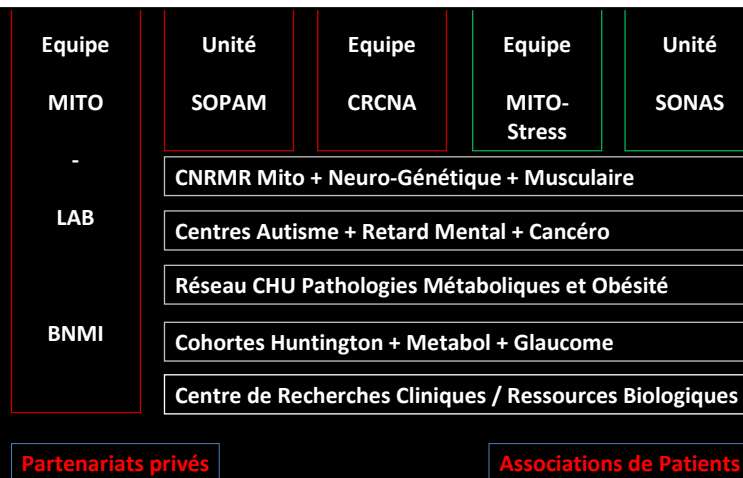 Equipe
MITO
-
LAB
BNMI
Unité
SOPAM
Equipe
CRCNA
Equipe
MITO-
Stress
Unité
SONAS
CNRMR Mito + Neuro-Génétique + Musculaire
Centres Autisme + Retard Mental + Cancéro
Réseau CHU Pathologies Métaboliques et Obésité
Cohortes Huntington + Metabol + Glaucome
Centre de Recherches Cliniques / Ressources Biologiques
Partenariats privés
Associations de Patients